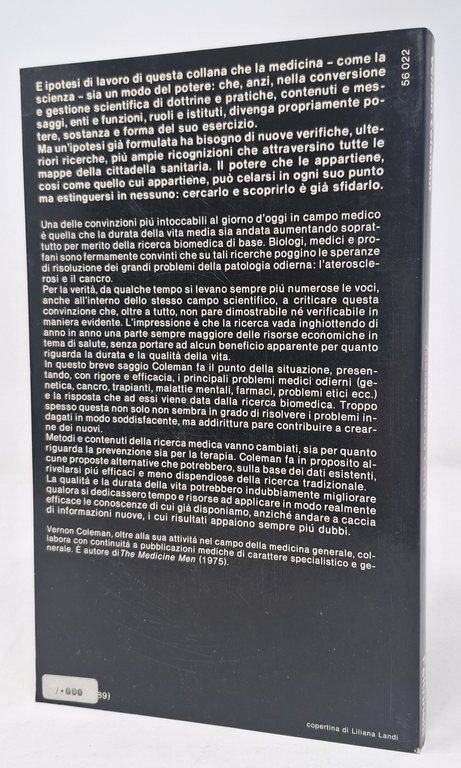 56 022
E ipotesi di lavoro di questa collana che la medicina – come la
scienza – sia un modo del potere: che, anzi, nella conversione
e gestione scientifica di dottrine e pratiche, contenuti e mes-
saggi, enti e funzioni, ruoli e istituti, divenga propriamente po-
tere, sostanza e forma del suo esercizio.
Ma un'ipotesi già formulata ha bisogno di nuove verifiche, ulte-
riori ricerche, piú ampie ricognizioni che attraversino tutte le
mappe della cittadella sanitaria. Il potere che le appartiene,
cosí come quello cui appartiene, può celarsi in ogni suo punto
ma estinguersi in nessuno: cercarlo e scoprirlo è già sfidarlo.
Una delle convinzioni piú intoccabili al giorno d'oggi in campo medico
è quella che la durata della vita media sia andata aumentando soprat-
tutto per merito della ricerca biomedica di base. Biologi, medici e pro-
fani sono fermamente convinti che su tali ricerche poggino le speranze
di risoluzione dei grandi problemi della patologia odierna: l'ateroscle-
rosi e il cancro.
Per la verità, da qualche tempo si levano sempre piú numerose le voci,
anche all'interno dello stesso campo scientifico, a criticare questa
convinzione che, oltre a tutto, non pare dimostrabile né verificabile in
maniera evidente. L'impressione è che la ricerca vada inghiottendo di
anno in anno una parte sempre maggiore delle risorse economiche in
tema di salute, senza portare ad alcun beneficio apparente per quanto
riguarda la durata e la qualità della vita.
In questo breve saggio Coleman fa il punto della situazione, presen-
tando, con rigore e efficacia, i principali problemi medici odierni (ge-
netica, cancro, trapianti, malattie mentali, farmaci, problemi etici ecc.)
e la risposta che ad essi viene data dalla ricerca biomedica. Troppo
spesso questa non solo non sembra in grado di risolvere i problemi in-
dagati in modo soddisfacente, ma addirittura pare contribuire a crear-
ne dei nuovi.
Metodi e contenuti della ricerca medica vanno cambiati, sia per quanto
riguarda la prevenzione sia per la terapia. Coleman fa in proposito al-
cune proposte alternative che potrebbero, sulla base dei dati esistenti,
rivelarsi piú efficaci e meno dispendiose della ricerca tradizionale.
La qualità e la durata della vita potrebbero indubbiamente migliorare
qualora si dedicassero tempo e risorse ad applicare in modo realmente
efficace le conoscenze di cui già disponiamo, anziché andare a caccia
di informazioni nuove, i cui risultati appaiono sempre piú dubbi.
Vernon Coleman, oltre alla sua attività nel campo della medicina generale, col-
labora con continuità a pubblicazioni mediche di carattere specialistico e ge-
nerale. È autore di The Medicine Men (1975).
000
89)
copertina di Liliana Landi